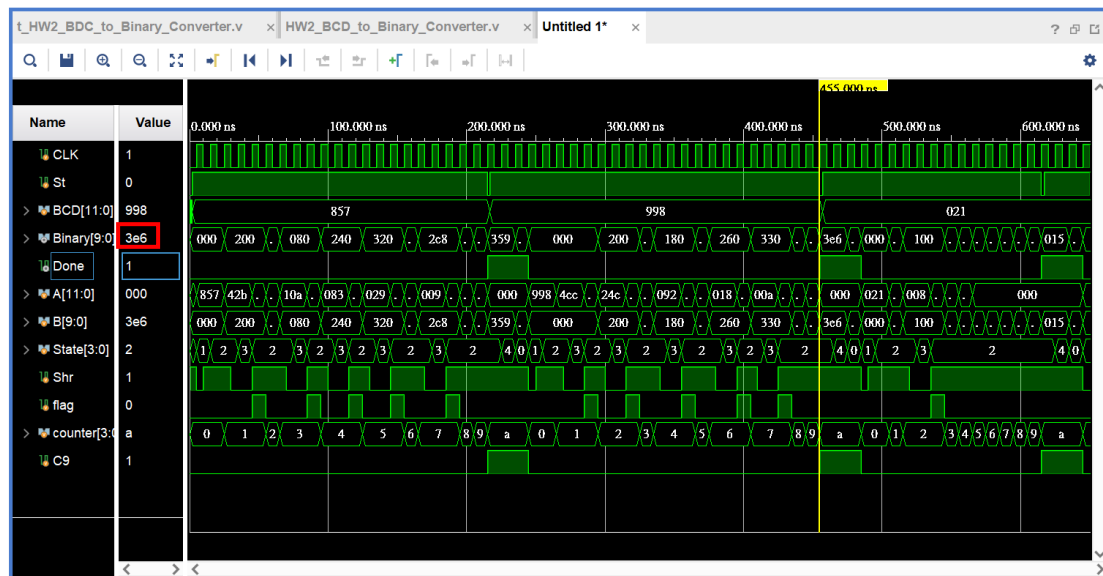 t_HW2_BDC_to_Binary_Converter.v × HW2_BCD_to_Binary_Converter.v × Untitled 1* ×
455.000 ns
Name Value 0.000 ns 100.000 ns 200.000 ns 300.000 ns 400.000 ns 500.000 ns 600.000 ns
CLK 1
St 0
BCD[11:0] 998 857 998 021
Binary[9:0] 3e6 000 200 . 080 240 320 . 2c8 . . 359 . 000 200 . 180 . 260 330 . . 3e6 . 000 . 100 . . . . . . 015 . .
Done 1
A[11:0] 000 857 42b . . 10a . 083 . 029 . . 009 . . 000 998 4cc . 24c . . 092 . . 018 . 00a . . 000 021 . 008 . . . 000
B[9:0] 3e6 000 200 . 080 240 320 . 2c8 . . 359 . 000 200 . 180 . 260 330 . . 3e6 . 000 . 100 . . . . . . 015 . .
State[3:0] 2 1 2 3 2 3 2 3 2 3 2 3 2 4 0 1 2 3 2 3 2 3 2 3 2 3 2 4 0 1 2 3 2 4 0
Shr 1
flag 0
counter[3:0 a 0 1 2 3 4 5 6 7 8 9 a 0 1 2 3 4 5 6 7 8 9 a 0 1 2 3 4 5 6 7 8 9 a
C9 1